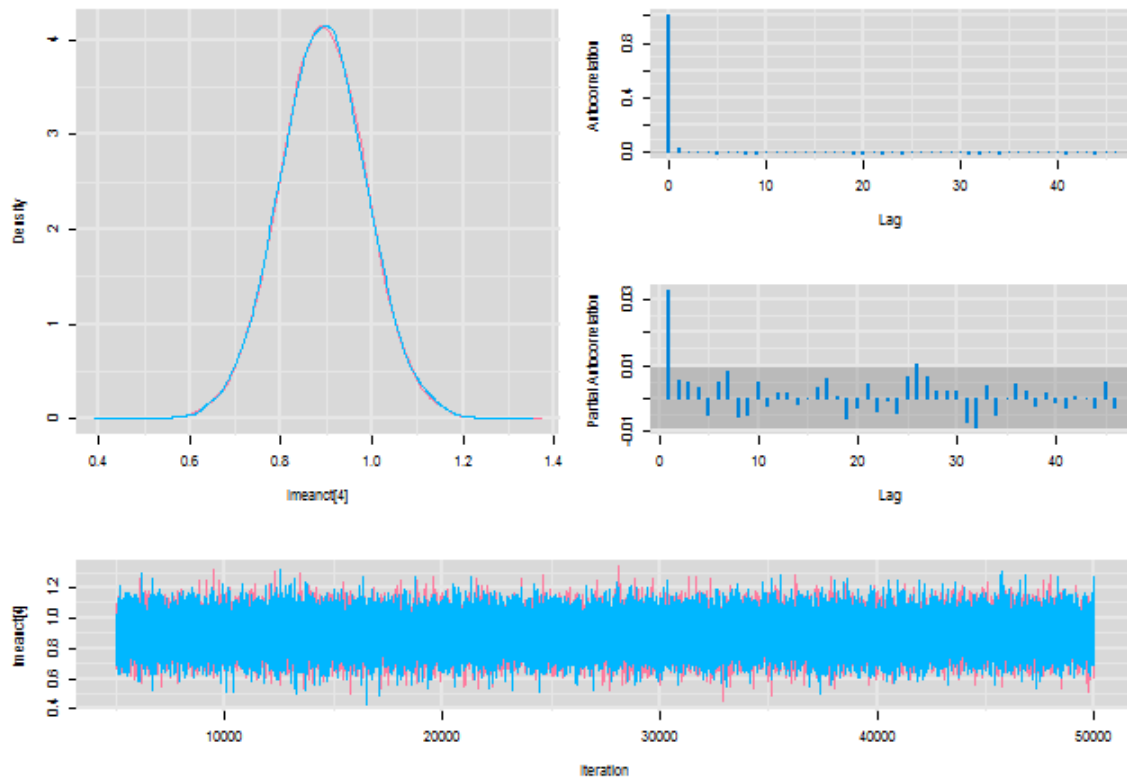 Density
0
1
2
3
4
0.4 0.6 0.8 1.0 1.2 1.4
lmeanct[4]
Autocorrelation
0.0 0.4 0.8
0 10 20 30 40
Lag
Partial Autocorrelation
-0.01 0.01 0.03
0 10 20 30 40
Lag
lmeanct[4]
0.4 0.6 0.8 1.0 1.2
10000 20000 30000 40000 50000
Iteration